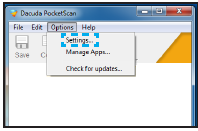 Dacuda PocketScan
File Edit Options Help
Settings...
Manage Apps...
Save
Check for updates...